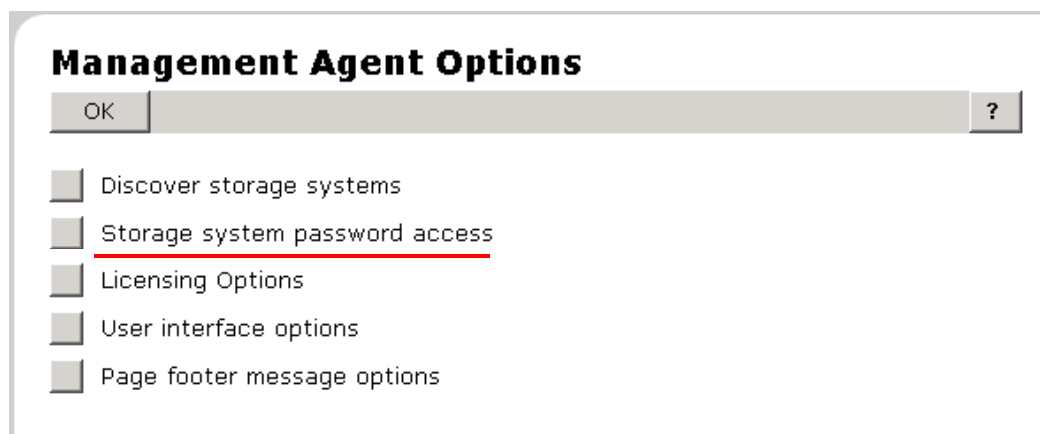 Management Agent Options
OK ?
Discover storage systems
Storage system password access
Licensing Options
User interface options
Page footer message options